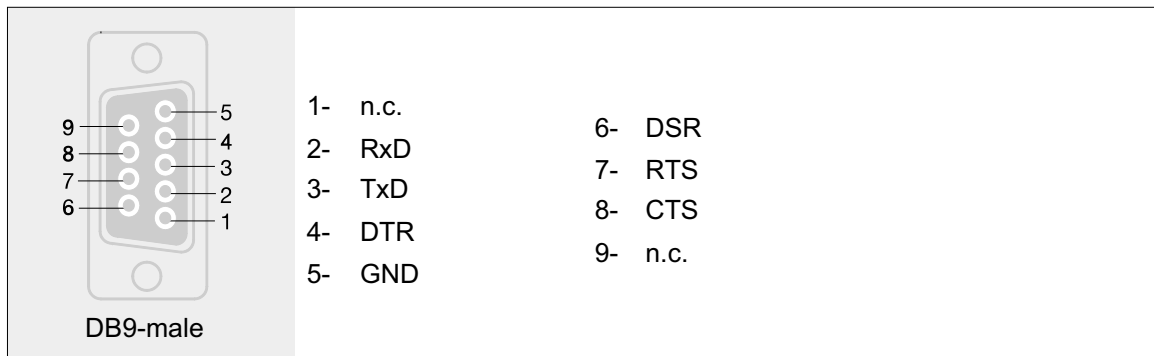 5
9
4
8
3
7
2
6
1
DB9-male
1- n.c.
2- RxD
3- TxD
4- DTR
5- GND
6- DSR
7- RTS
8- CTS
9- n.c.